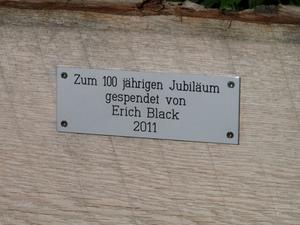 Zum 100 jährigen Jubiläum
gespendet von
Erich Black
2011